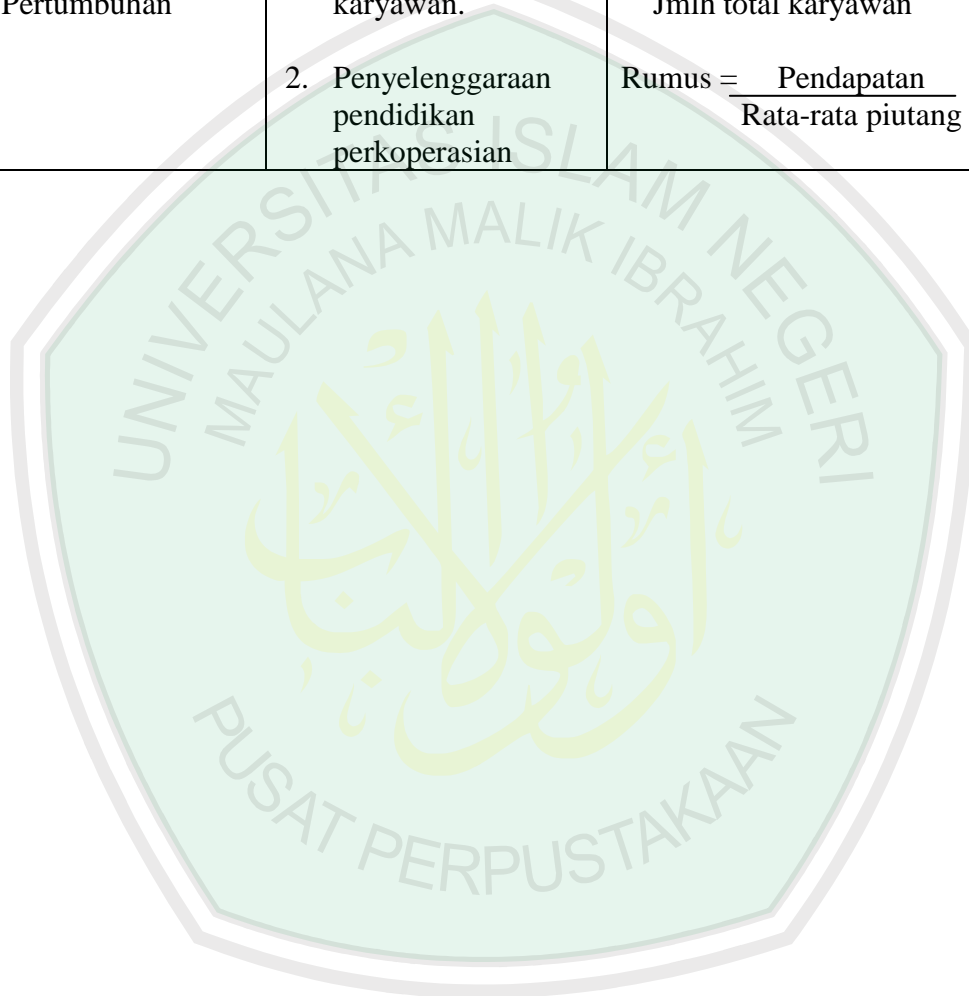 Pertumbuhan
karyawan.
Jmlh total karyawan
2. Penyelenggaraan
pendidikan
perkoperasian
Rumus = Pendapatan
Rata-rata piutang
UNIVERSITAS ISLAM NEGERI
MAULANA MALIK IBRAHIM
PUSAT PERPUSTAKAAN